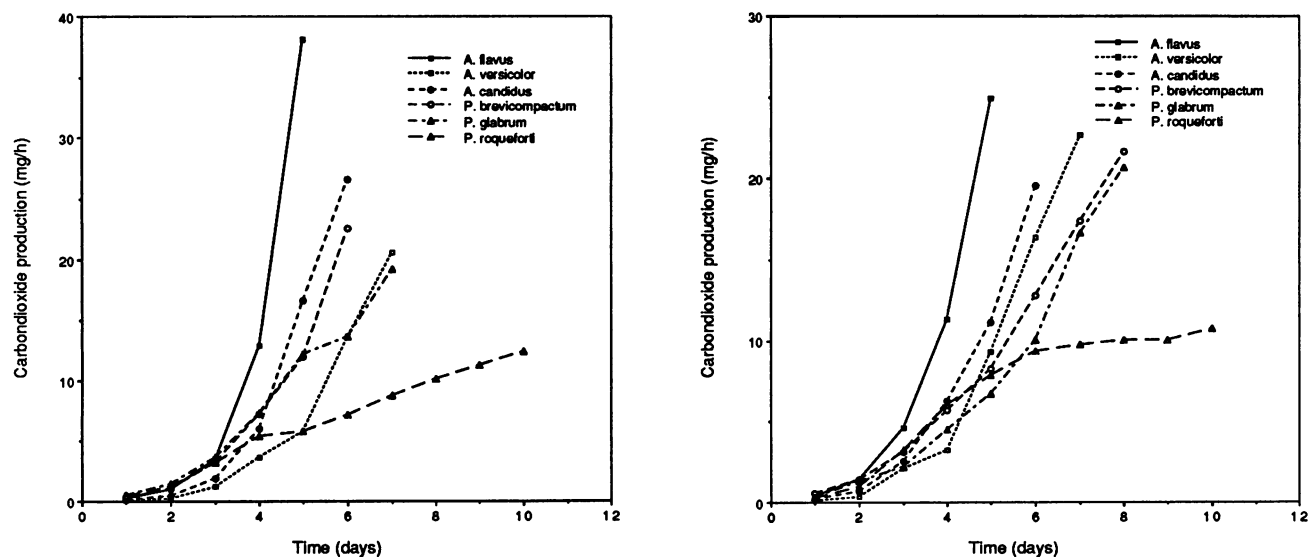 40
30
20
10
0
0 2 4 6 8 10 12
Carbondioxide production (mg/h)
Time (days)
A. flavus
A. versicolor
A. candidus
P. brevicompactum
P. glabrum
P. roqueforti
30
20
10
0
0 2 4 6 8 10 12
Carbondioxide production (mg/h)
Time (days)
A. flavus
A. versicolor
A. candidus
P. brevicompactum
P. glabrum
P. roqueforti